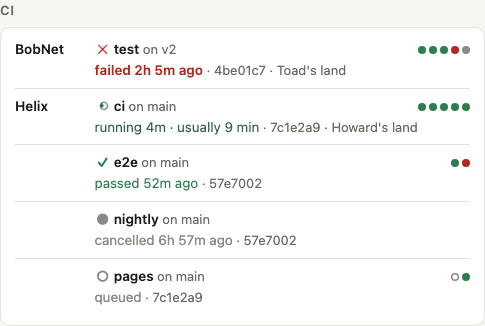 CI
BobNet test on v2
failed 2h 5m ago · 4be01c7 · Toad's land
Helix ci on main
running 4m · usually 9 min · 7c1e2a9 · Howard's land
e2e on main
passed 52m ago · 57e7002
nightly on main
cancelled 6h 57m ago · 57e7002
pages on main
queued · 7c1e2a9